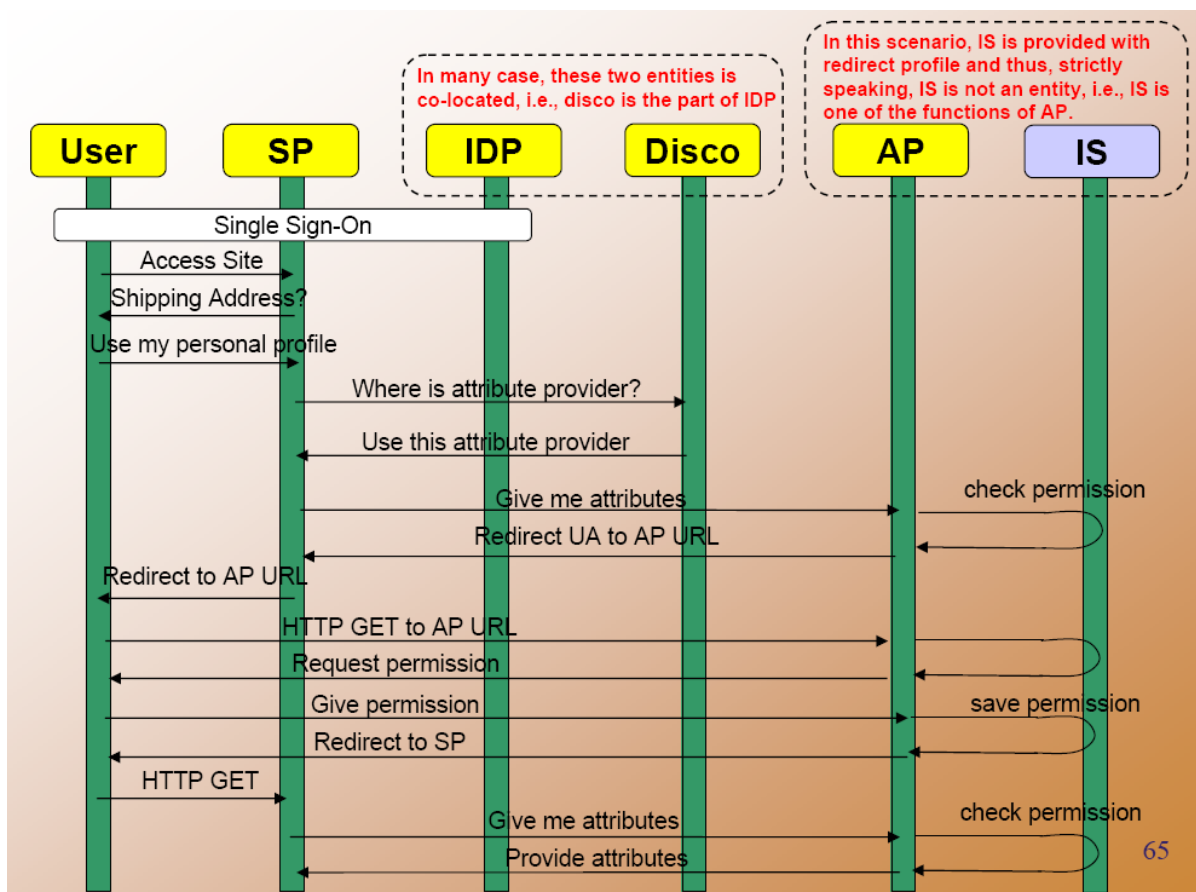 In many case, these two entities is
co-located, i.e., disco is the part of IDP
In this scenario, IS is provided with
redirect profile and thus, strictly
speaking, IS is not an entity, i.e., IS is
one of the functions of AP.
User SP IDP Disco AP IS
Single Sign-On
Access Site
Shipping Address?
Use my personal profile
Where is attribute provider?
Use this attribute provider
Give me attributes
check permission
Redirect UA to AP URL
Redirect to AP URL
HTTP GET to AP URL
Request permission
Give permission
save permission
Redirect to SP
HTTP GET
Give me attributes
check permission
Provide attributes
65